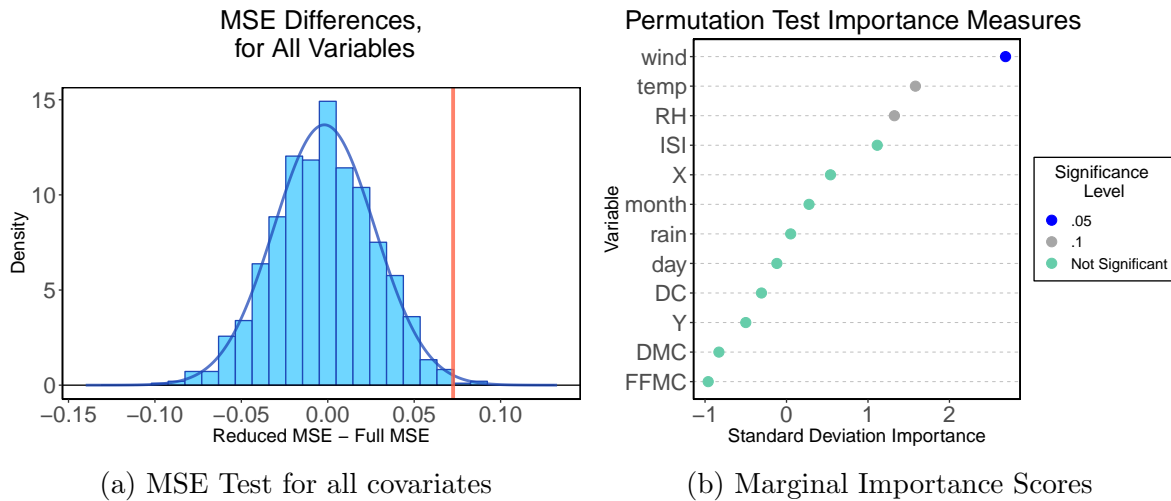 MSE Differences,
for All Variables
Density
15
10
5
0
−0.15
−0.10
−0.05
0.00
0.05
0.10
Reduced MSE − Full MSE
(a) MSE Test for all covariates
Permutation Test Importance Measures
Variable
wind
temp
RH
ISI
X
month
rain
day
DC
Y
DMC
FFMC
−1
0
1
2
Standard Deviation Importance
Significance
Level
.05
.1
Not Significant
(b) Marginal Importance Scores